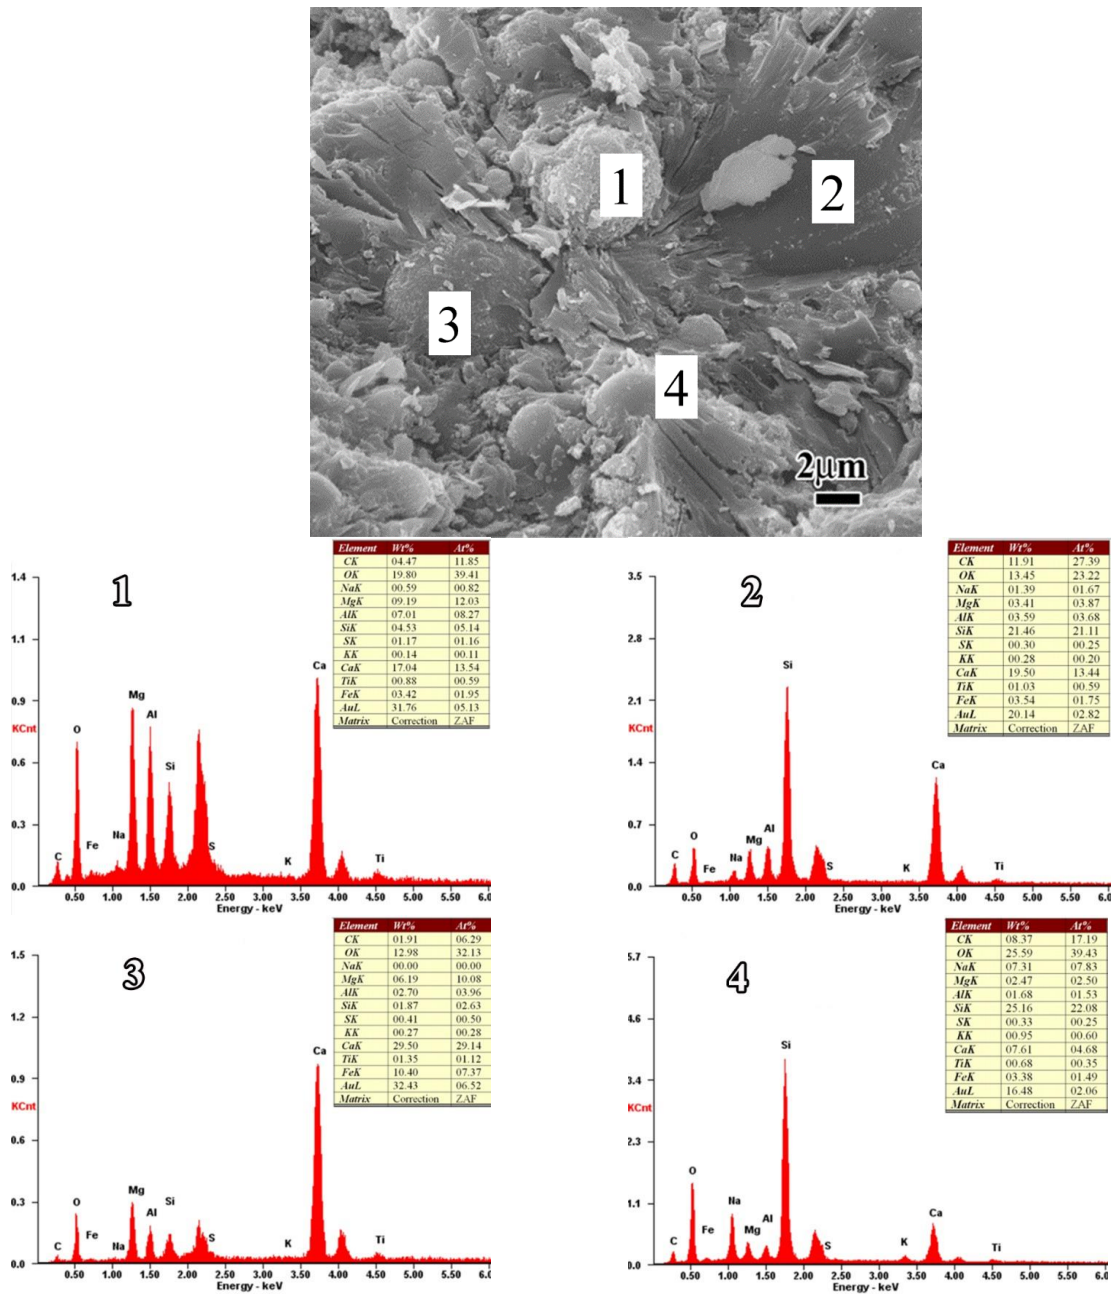 1
2
3
4
2μm
1
Element Wt% At%
CK 04.47 11.85
OK 19.80 39.41
NaK 00.59 00.82
MgK 09.19 12.03
AlK 07.01 08.27
SiK 04.53 05.14
SK 01.17 01.16
KK 00.14 00.11
CaK 17.04 13.54
TiK 00.88 00.59
FeK 03.42 01.95
AuL 31.76 05.13
Matrix Correction ZAF
1.4
1.1
0.9
KCnt
0.6
0.3
0.0
C O Fe Na Mg Al Si S K Ca Ti
0.50 1.00 1.50 2.00 2.50 3.00 3.50 4.00 4.50 5.00 5.50 6.0
Energy - keV
2
Element Wt% At%
CK 11.91 27.39
OK 13.45 23.22
NaK 01.39 01.67
MgK 03.41 03.87
AlK 03.59 03.68
SiK 21.46 21.11
SK 00.30 00.25
KK 00.28 00.20
CaK 19.50 13.44
TiK 01.03 00.59
FeK 03.54 01.75
AuL 20.14 02.82
Matrix Correction ZAF
3.5
2.8
2.1
KCnt
1.4
0.7
0.0
C O Fe Na Mg Al Si S K Ca Ti
0.50 1.00 1.50 2.00 2.50 3.00 3.50 4.00 4.50 5.00 5.50 6.0
Energy - keV
3
Element Wt% At%
CK 01.91 06.29
OK 12.98 32.13
NaK 00.00 00.00
MgK 06.19 10.08
AlK 02.70 03.96
SiK 01.87 02.63
SK 00.41 00.50
KK 00.27 00.28
CaK 29.50 29.14
TiK 01.35 01.12
FeK 10.40 07.37
AuL 32.43 06.52
Matrix Correction ZAF
1.5
1.2
0.9
KCnt
0.6
0.3
0.0
C O Fe Na Mg Al Si S K Ca Ti
0.50 1.00 1.50 2.00 2.50 3.00 3.50 4.00 4.50 5.00 5.50 6.0
Energy - keV
4
Element Wt% At%
CK 08.37 17.19
OK 25.59 39.43
NaK 07.31 07.83
MgK 02.47 02.50
AlK 01.68 01.53
SiK 25.16 22.08
SK 00.33 00.25
KK 00.95 00.60
CaK 07.61 04.68
TiK 00.68 00.35
FeK 03.38 01.49
AuL 16.48 02.06
Matrix Correction ZAF
5.7
4.6
3.4
KCnt
2.3
1.1
0.0
C O Fe Na Mg Al Si S K Ca Ti
0.50 1.00 1.50 2.00 2.50 3.00 3.50 4.00 4.50 5.00 5.50 6.0
Energy - keV